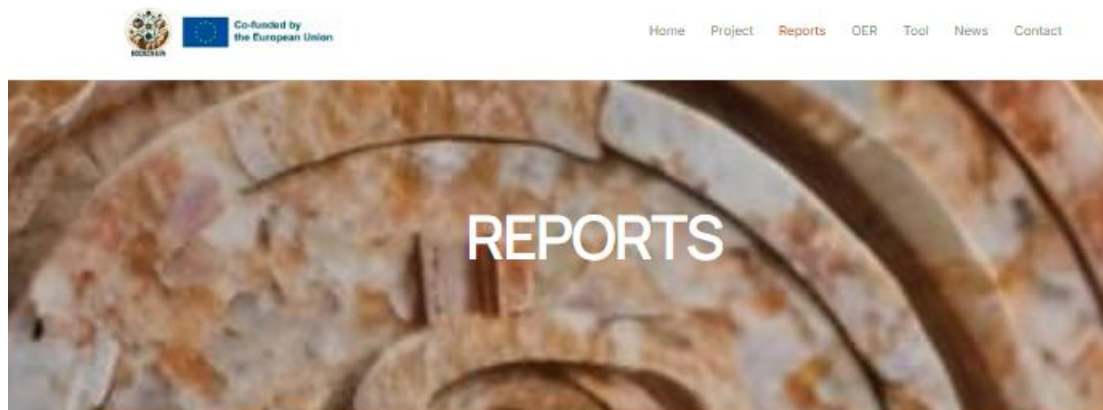 Co-funded by
the European Union
Home Project Reports OER Tool News Contact
REPORTS